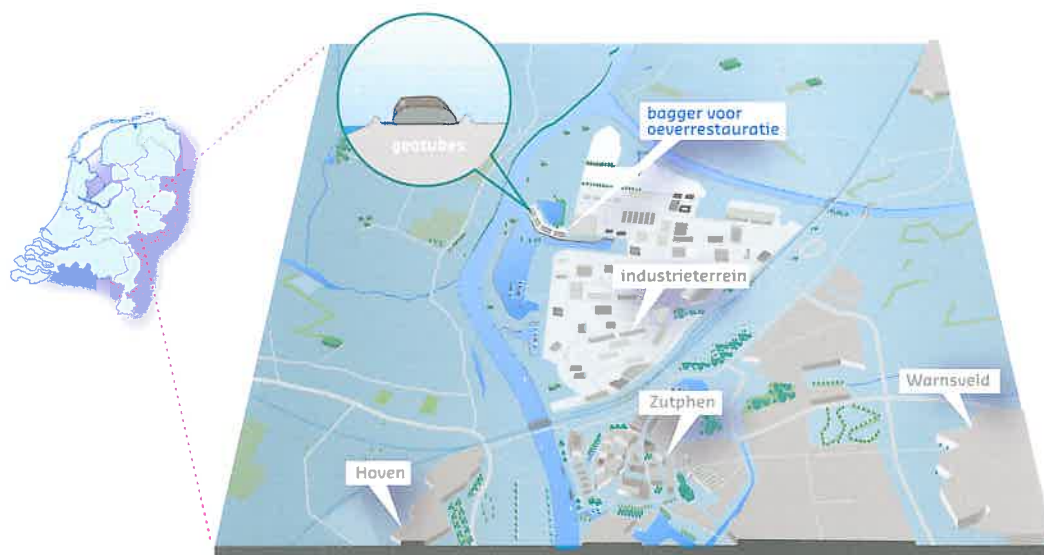 bagger voor
oeverrestauratie
geotubes
industrieterrein
Warnsveld
Zutphen
Hoven